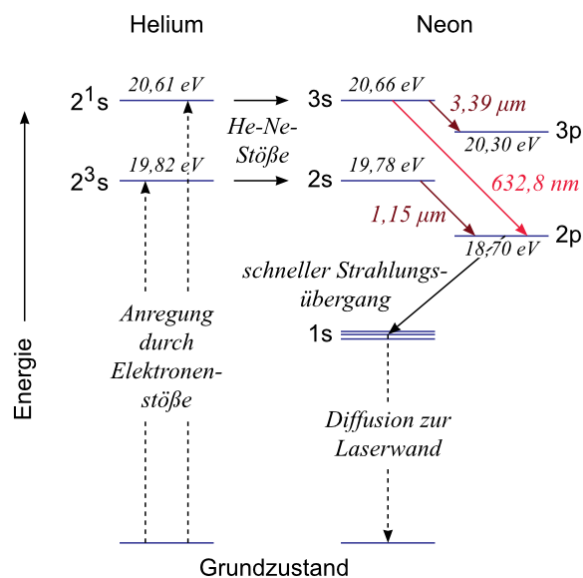 Helium
Neon
20,61 eV
20,66 eV
2¹s
3s
3,39 µm
3p
20,30 eV
He-Ne-
Stöße
19,82 eV
19,78 eV
2³s
2s
632,8 nm
1,15 µm
2p
18,70 eV
schneller Strahlungs-
übergang
Anregung
durch
Elektronen-
stöße
1s
Energie
Diffusion zur
Laserwand
Grundzustand